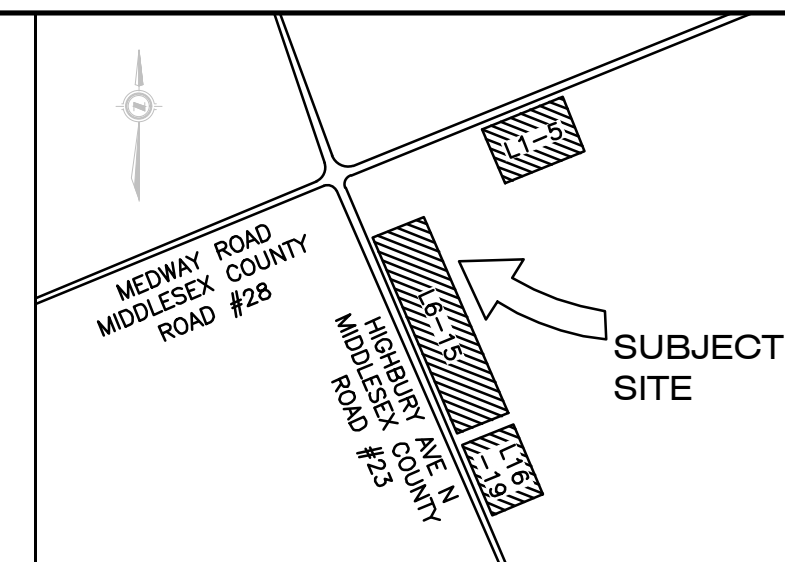 L1-5
MEDWAY ROAD
MIDDLESEX COUNTY
ROAD #28
L6-15
HIGHBURY AVE N
MIDDLESEX COUNTY
ROAD #23
SUBJECT
SITE
L16
-19